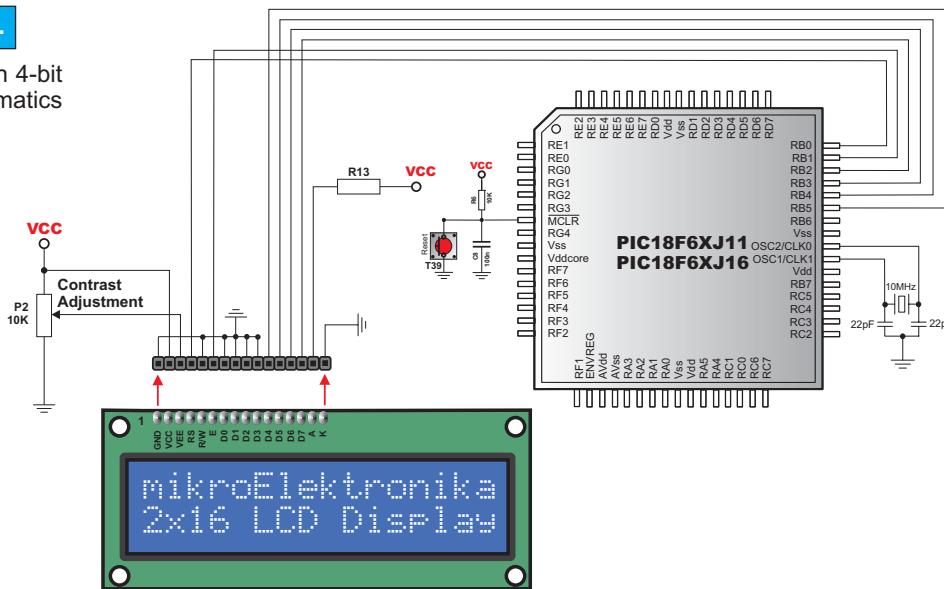 n 4-bit
matics
VCC
P2
10K
Contrast
Adjustment
R13
VCC
VCC
R6
10K
Reset
T39
C8
100n
RE2
RE3
RE4
RE5
RE6
RE7
RD0
Vdd
Vss
RD1
RD2
RD3
RD4
RD5
RD6
RD7
RE1
RE0
RG0
RG1
RG2
RG3
MCLR
RG4
Vss
Vddcore
RF7
RF6
RF5
RF4
RF3
RF2
PIC18F6XJ11
PIC18F6XJ16
RB0
RB1
RB2
RB3
RB4
RB5
RB6
Vss
OSC2/CLK0
OSC1/CLK1
Vdd
RB7
RC5
RC4
RC3
RC2
RF1
ENVREG
AVdd
AVss
RA3
RA2
RA1
RA0
Vss
Vdd
RA5
RA4
RC1
RC0
RC6
RC7
10MHz
22pF
22p
1
GND
VCC
VEE
RS
R/W
E
D0
D1
D2
D3
D4
D5
D6
D7
A
K
mikroElektronika
2x16 LCD Display